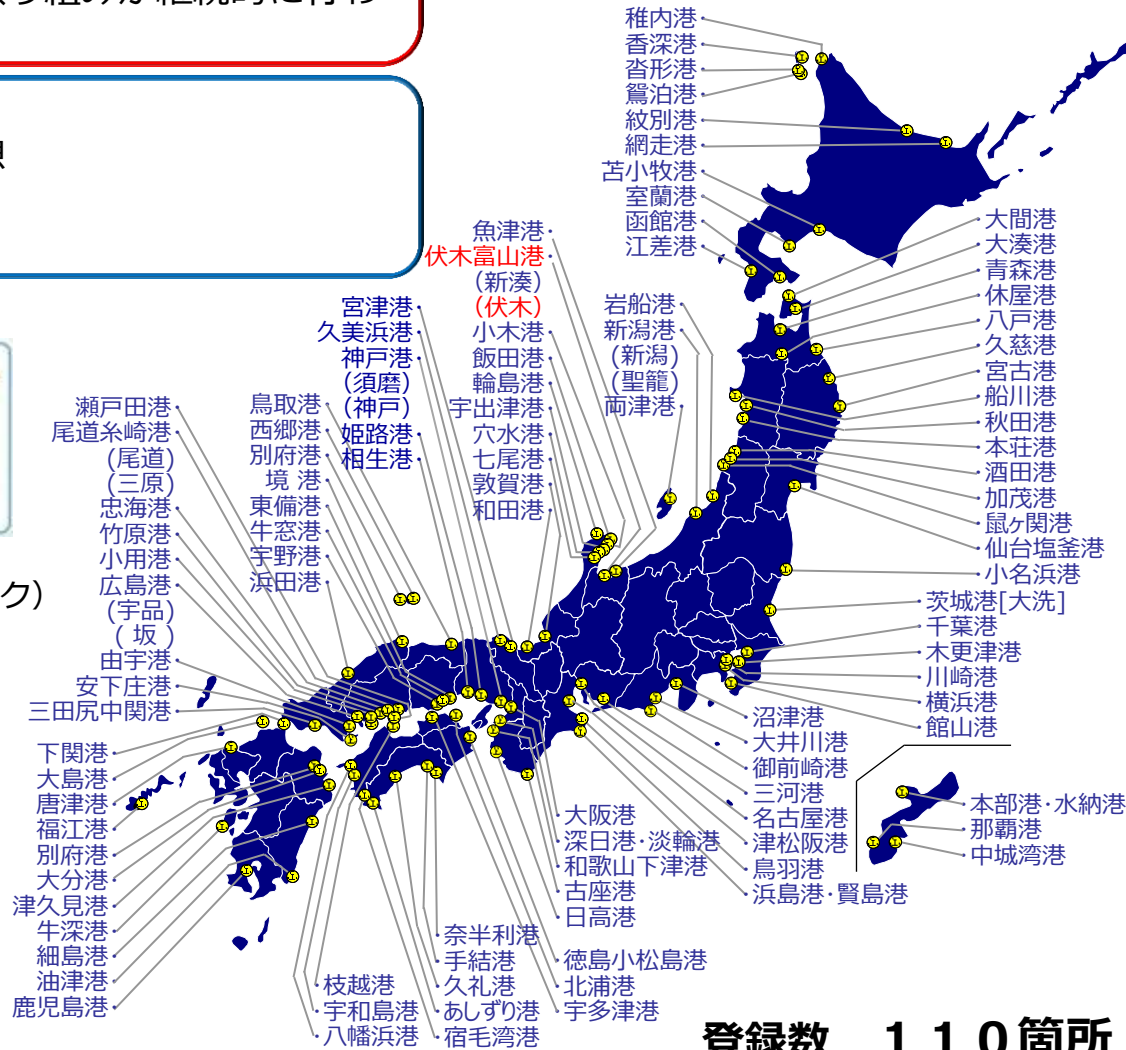 稚内港
香深港
沓形港
鴛泊港
紋別港
網走港
苫小牧港
室蘭港
函館港
江差港
大間港
大湊港
青森港
休屋港
八戸港
久慈港
宮古港
船川港
秋田港
本荘港
酒田港
加茂港
鼠ヶ関港
仙台塩釜港
小名浜港
茨城港[大洗]
千葉港
木更津港
川崎港
横浜港
館山港
岩船港
新潟港
(新潟)
(聖籠)
両津港
魚津港
伏木富山港
(新湊)
(伏木)
小木港
飯田港
輪島港
宇出津港
穴水港
七尾港
敦賀港
和田港
宮津港
久美浜港
神戸港
(須磨)
(神戸)
姫路港
相生港
鳥取港
西郷港
別府港
境 港
東備港
牛窓港
宇野港
浜田港
瀬戸田港
尾道糸崎港
(尾道)
(三原)
忠海港
竹原港
小用港
広島港
(宇品)
( 坂 )
由宇港
安下庄港
三田尻中関港
下関港
大島港
唐津港
福江港
別府港
大分港
津久見港
牛深港
細島港
油津港
鹿児島港
枝越港
宇和島港
八幡浜港
奈半利港
手結港
久礼港
あしずり港
宿毛湾港
徳島小松島港
北浦港
宇多津港
大阪港
深日港・淡輪港
和歌山下津港
古座港
日高港
沼津港
大井川港
御前崎港
三河港
名古屋港
津松阪港
鳥羽港
浜島港・賢島港
本部港・水納港
那覇港
中城湾港
ク）
登録数 １１０箇所